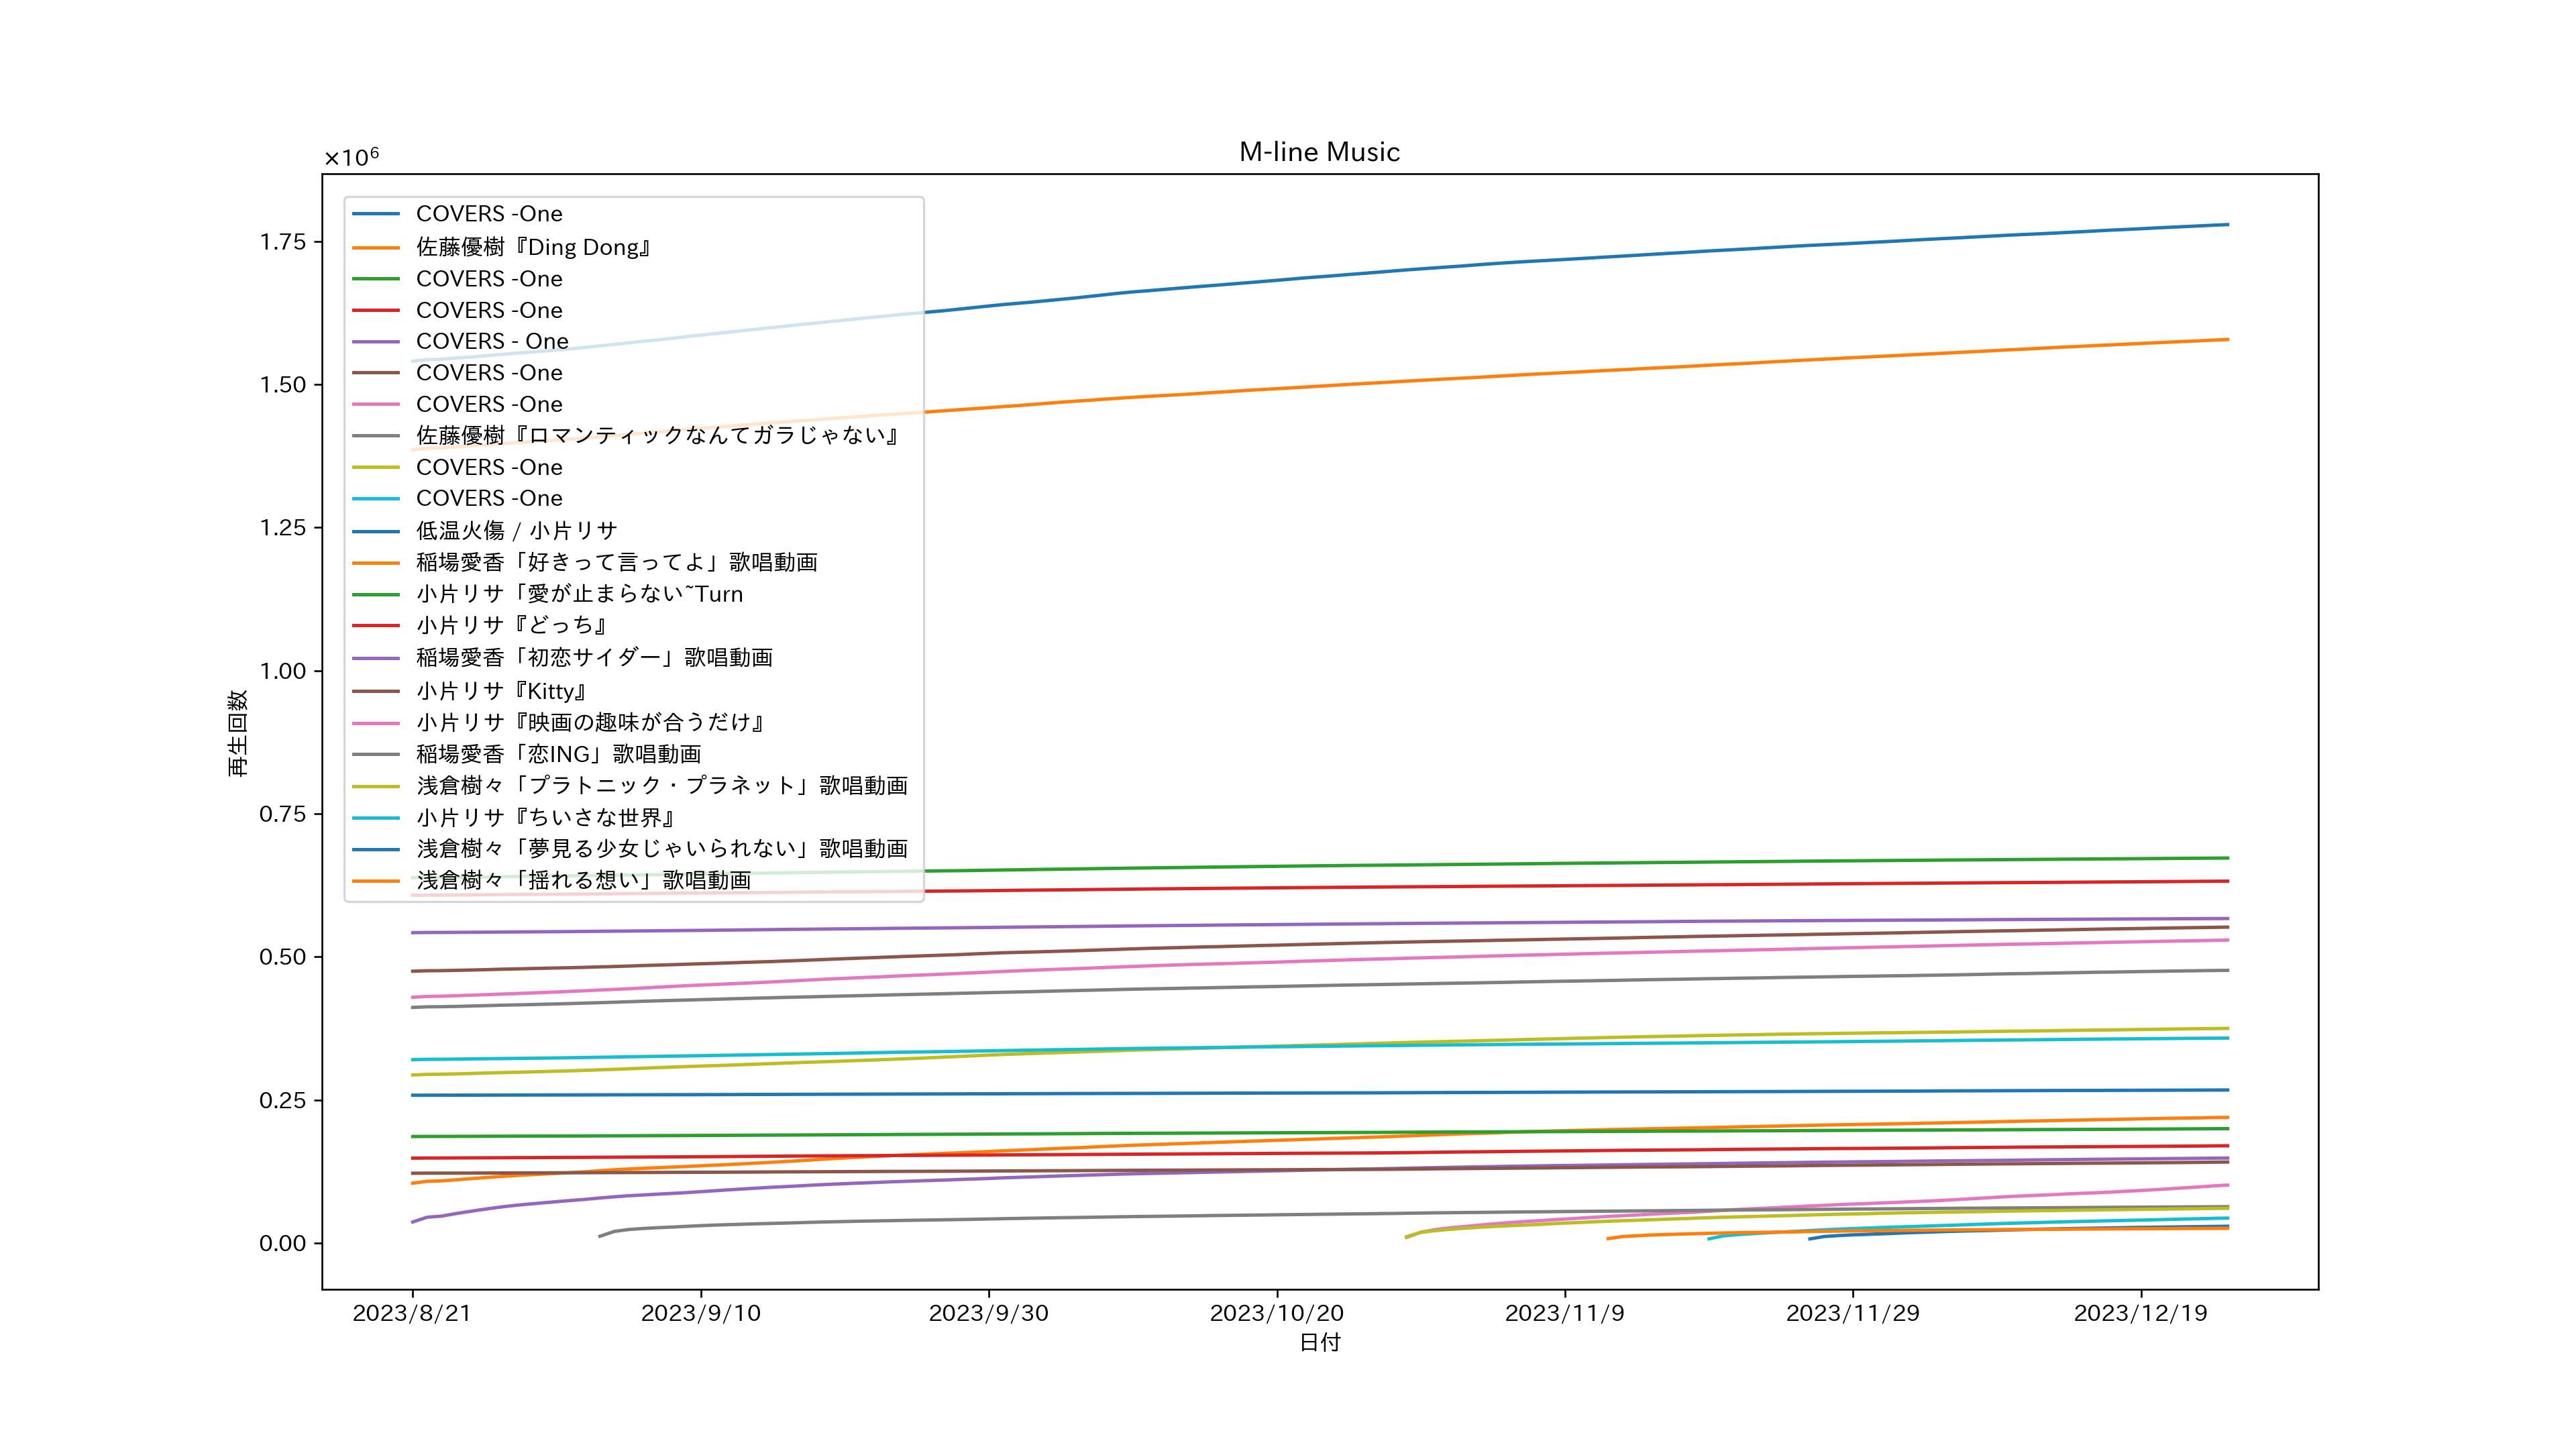 M-line Music
×10⁶
1.75
1.50
1.25
1.00
0.75
0.50
0.25
0.00
再生回数
COVERS -One
佐藤優樹『Ding Dong』
COVERS -One
COVERS -One
COVERS - One
COVERS -One
COVERS -One
佐藤優樹『ロマンティックなんてガラじゃない』
COVERS -One
COVERS -One
低温火傷 / 小片リサ
稲場愛香「好きって言ってよ」歌唱動画
小片リサ「愛が止まらない~Turn
小片リサ『どっち』
稲場愛香「初恋サイダー」歌唱動画
小片リサ『Kitty』
小片リサ『映画の趣味が合うだけ』
稲場愛香「恋ING」歌唱動画
浅倉樹々「プラトニック・プラネット」歌唱動画
小片リサ『ちいさな世界』
浅倉樹々「夢見る少女じゃいられない」歌唱動画
浅倉樹々「揺れる想い」歌唱動画
2023/8/21 2023/9/10 2023/9/30 2023/10/20 2023/11/9 2023/11/29 2023/12/19
日付